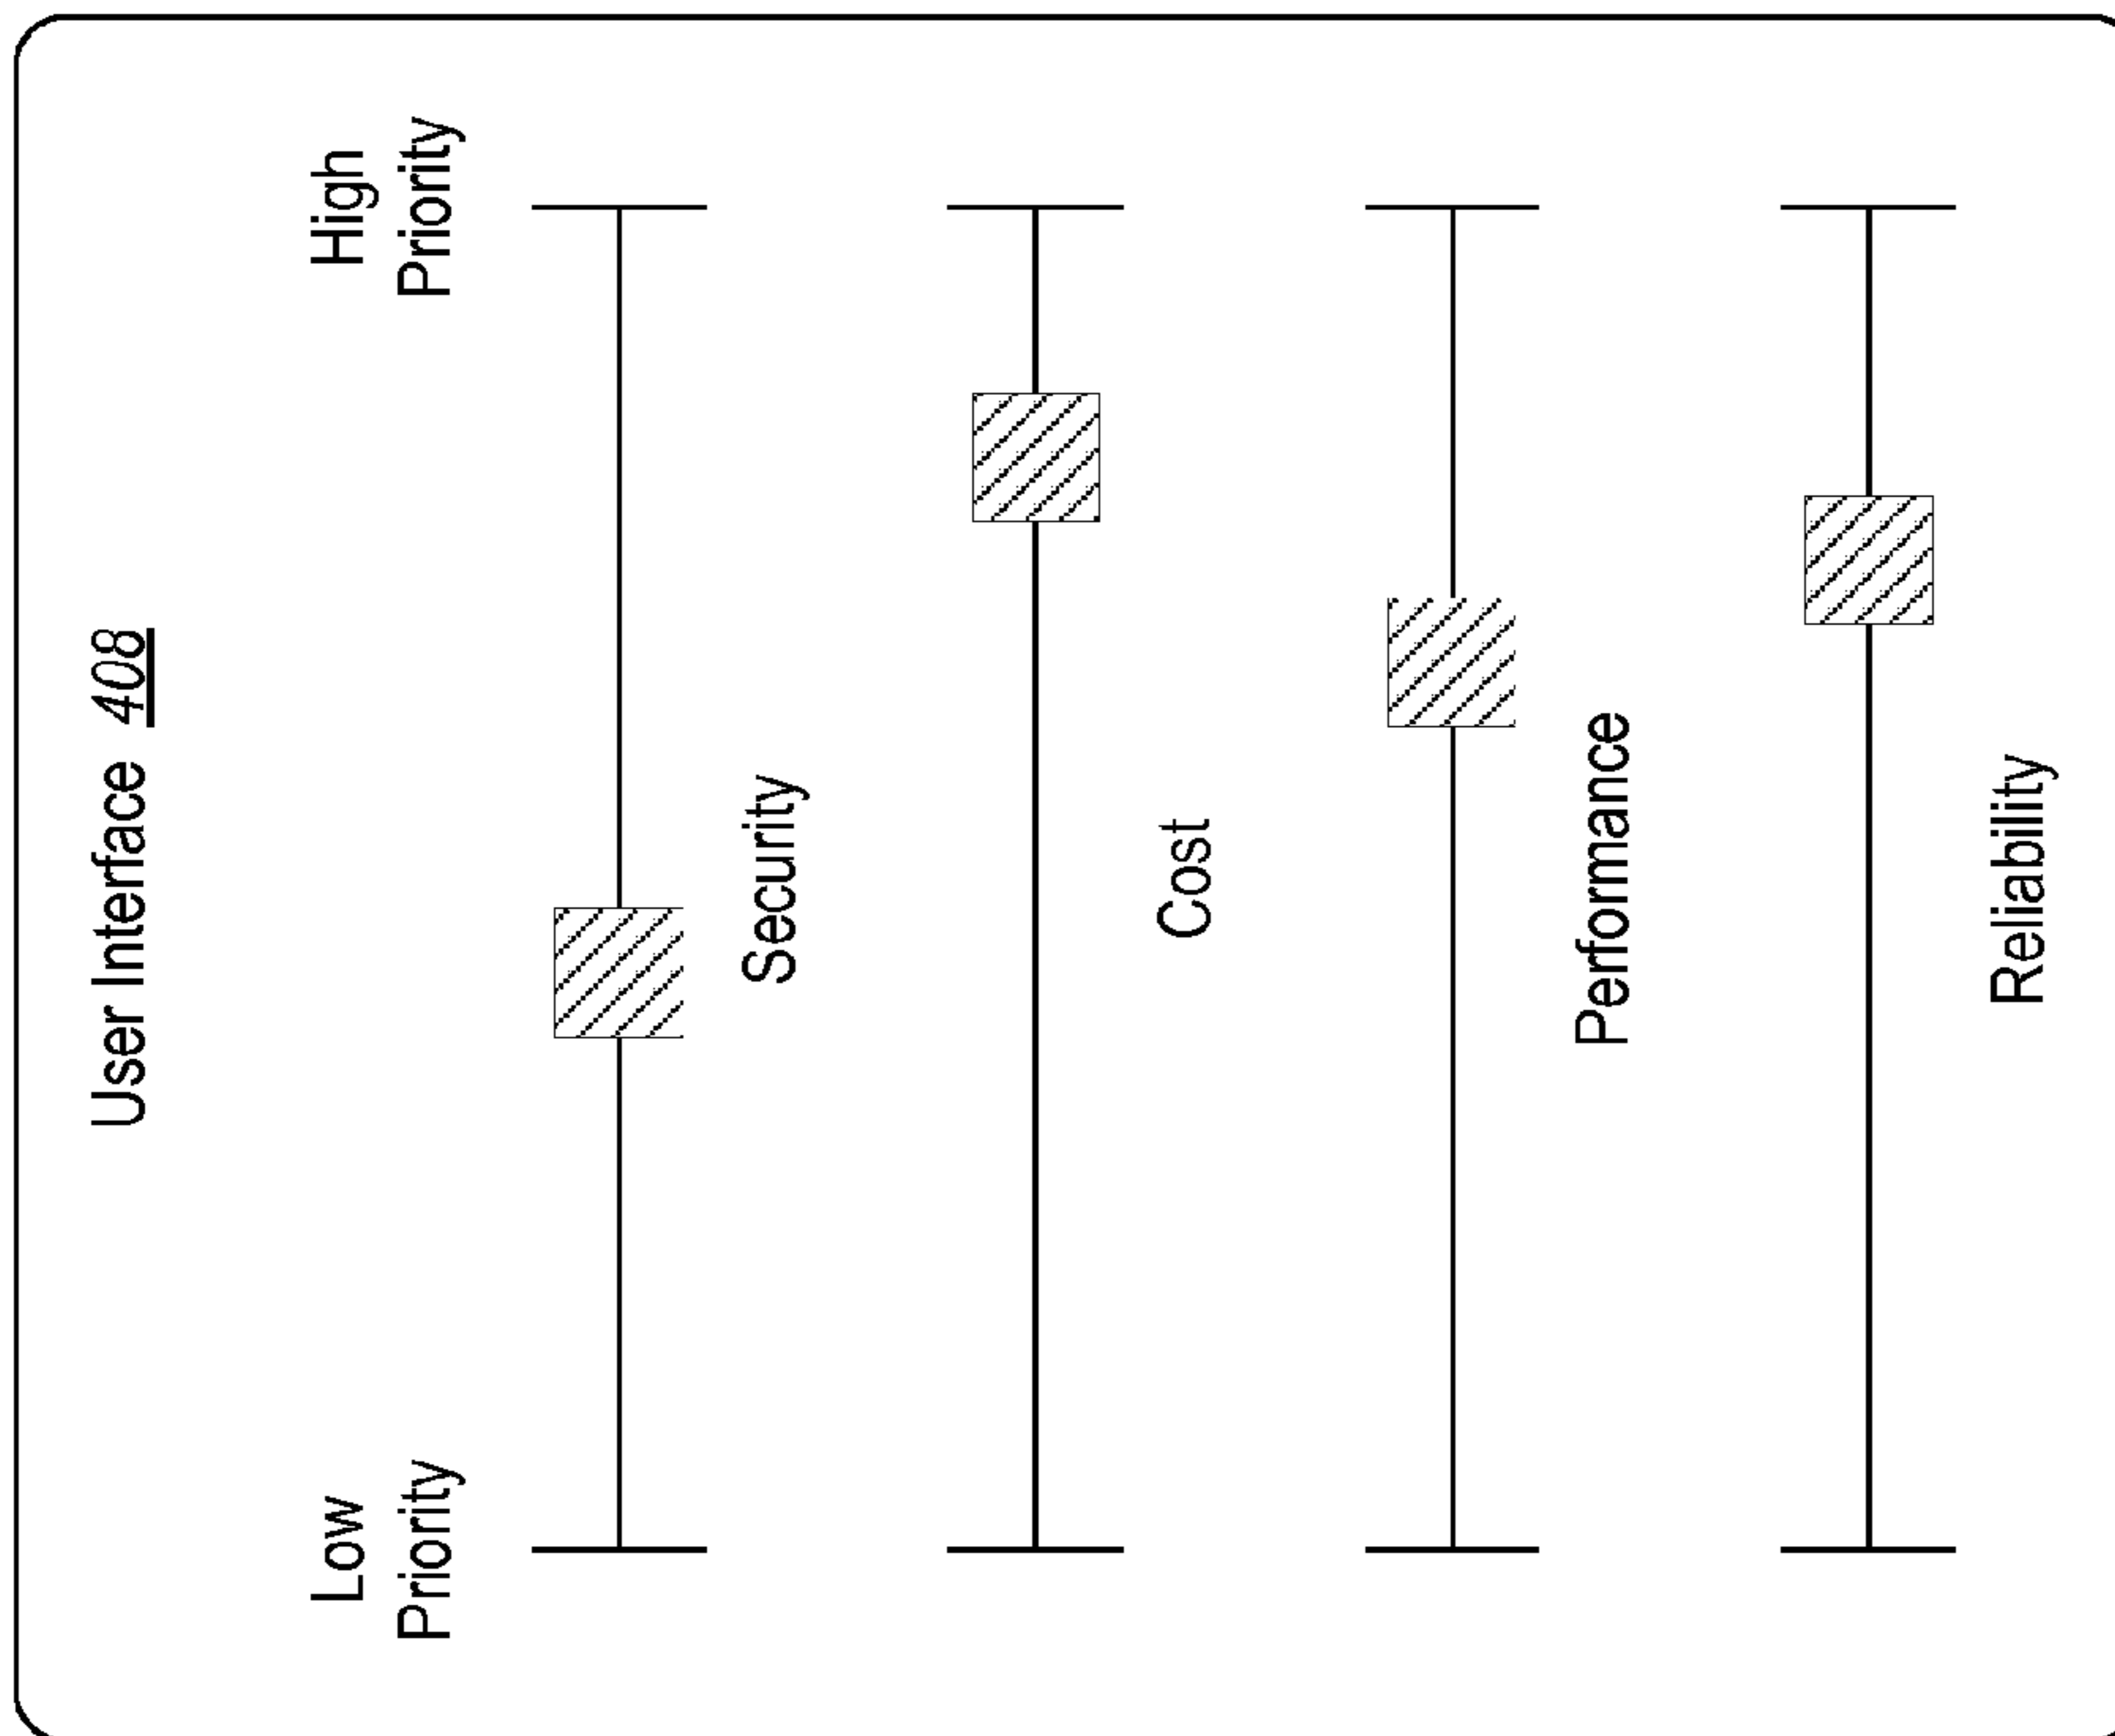 User Interface 408
Low Priority
High Priority
Security
Cost
Performance
Reliability